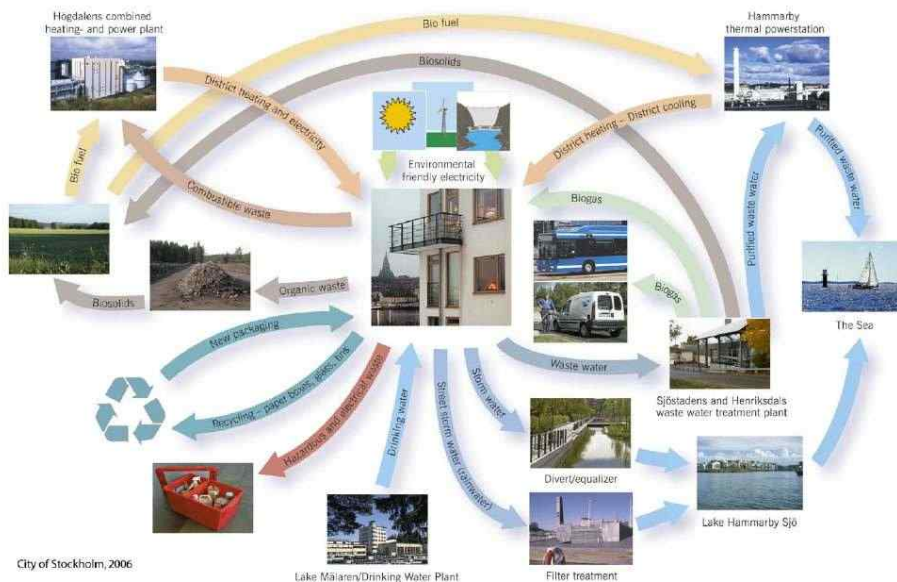 Högdalens combined
heating- and power plant
Bio fuel
Hammarby
thermal powerstation
Biosolids
District heating and electricity
District heating – District cooling
Purified waste water
Bio fuel
Combustible waste
Environmental
friendly electricity
Biogas
Purified waste water
Organic waste
Biosolids
Biogas
The Sea
New packaging
Waste water
Sjöstadens and Henriksdals
waste water treatment plant
Recycling – paper boxes, glass, tins
Hazardous and electrical waste
Drinking water
Street storm water (rainwater)
Storm water
Divert/equalizer
Lake Hammarby Sjö
City of Stockholm, 2006
Lake Mälaren/Drinking Water Plant
Filter treatment